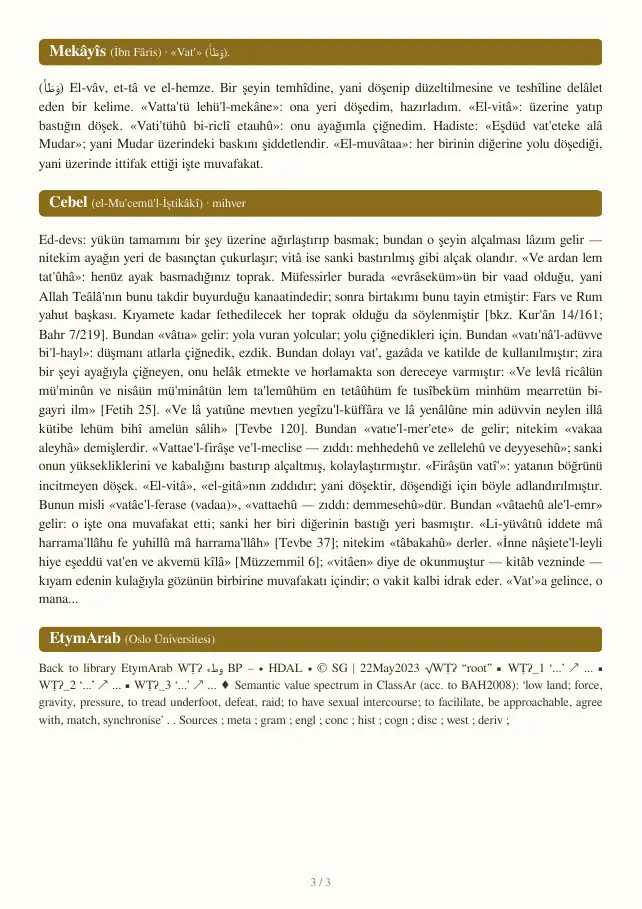 Mekâyîs (İbn Fâris) · «Vat'» (وَطَأَ).
(وَطَأَ) El-vâv, et-tâ ve el-hemze. Bir şeyin temhîdine, yani döşenip düzeltilmesine ve teshîline delâlet
eden bir kelime. «Vatta'tü lehü'l-mekâne»: ona yeri döşedim, hazırladım. «El-vitâ»: üzerine yatıp
bastığın döşek. «Vati'tühû bi-riclî etauhû»: onu ayağımla çiğnedim. Hadiste: «Eşdüd vat'eteke alâ
Mudar»; yani Mudar üzerindeki baskını şiddetlendir. «El-muvâtaa»: her birinin diğerine yolu döşediği,
yani üzerinde ittifak ettiği işte muvafakat.
Cebel (el-Mu'cemü'l-İştikâkî) · mihver
Ed-devs: yükün tamamını bir şey üzerine ağırlaştırıp basmak; bundan o şeyin alçalması lâzım gelir —
nitekim ayağın yeri de basınçtan çukurlaşır; vitâ ise sanki bastırılmış gibi alçak olandır. «Ve ardan lem
tat'ûhâ»: henüz ayak basmadığınız toprak. Müfessirler burada «evrâseküm»ün bir vaad olduğu, yani
Allah Teâlâ'nın bunu takdir buyurduğu kanaatindedir; sonra birtakımı bunu tayin etmiştir: Fars ve Rum
yahut başkası. Kıyamete kadar fethedilecek her toprak olduğu da söylenmiştir [bkz. Kur'ân 14/161;
Bahr 7/219]. Bundan «vâtıa» gelir: yola vuran yolcular; yolu çiğnedikleri için. Bundan «vatı'nâ'l-adüvve
bi'l-hayl»: düşmanı atlarla çiğnedik, ezdik. Bundan dolayı vat', gazâda ve katilde de kullanılmıştır; zira
bir şeyi ayağıyla çiğneyen, onu helâk etmekte ve horlamakta son dereceye varmıştır: «Ve levlâ ricâlün
mü'minûn ve nisâün mü'minâtün lem ta'lemûhüm en tetâûhüm fe tusîbeküm minhüm mearretün bi-
gayri ilm» [Fetih 25]. «Ve lâ yatıûne mevtıen yegîzu'l-küffâra ve lâ yenâlûne min adüvvin neylen illâ
kütibe lehüm bihî amelün sâlih» [Tevbe 120]. Bundan «vatıe'l-mer'ete» de gelir; nitekim «vakaa
aleyhâ» demişlerdir. «Vattae'l-firâşe ve'l-meclise — zıddı: mehhedehû ve zellelehû ve deyyesehû»; sanki
onun yüksekliklerini ve kabalığını bastırıp alçaltmış, kolaylaştırmıştır. «Firâşün vatî'»: yatanın böğrünü
incitmeyen döşek. «El-vitâ», «el-gitâ»nın zıddıdır; yani döşektir, döşendiği için böyle adlandırılmıştır.
Bunun misli «vatâe'l-ferase (vadaa)», «vattaehû — zıddı: demmesehû»dür. Bundan «vâtaehû ale'l-emr»
gelir: o işte ona muvafakat etti; sanki her biri diğerinin bastığı yeri basmıştır. «Li-yüvâtıû iddete mâ
harrama'llâhu fe yuhillû mâ harrama'llâh» [Tevbe 37]; nitekim «tâbakahû» derler. «İnne nâşiete'l-leyli
hiye eşeddü vat'en ve akvemü kîlâ» [Müzzemmil 6]; «vitâen» diye de okunmuştur — kitâb vezninde —
kıyam edenin kulağıyla gözünün birbirine muvafakatı içindir; o vakit kalbi idrak eder. «Vat'»a gelince, o
mana...
EtymArab (Oslo Üniversitesi)
Back to library EtymArab WṬʔ وطء BP – • HDAL • © SG | 22May2023 √WṬʔ “root” ▪ WṬʔ_1 ‘...’ ↗ ... ▪
WṬʔ_2 ‘...’ ↗ ... ▪ WṬʔ_3 ‘...’ ↗ ... ♦ Semantic value spectrum in ClassAr (acc. to BAH2008): ‘low land; force,
gravity, pressure, to tread underfoot, defeat, raid; to have sexual intercourse; to facililate, be approachable, agree
with, match, synchronise’ . . Sources ; meta ; gram ; engl ; conc ; hist ; cogn ; disc ; west ; deriv ;
3 / 3